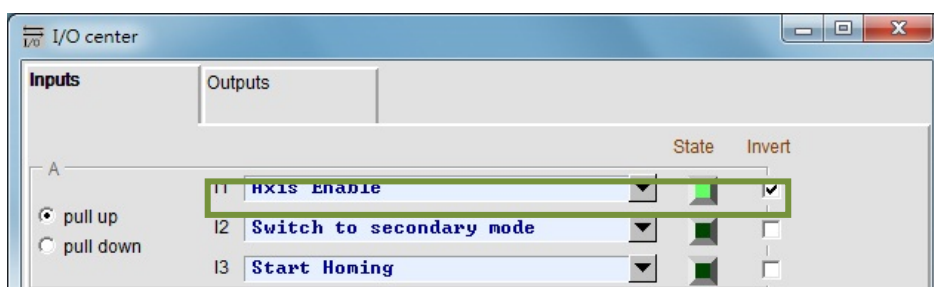 I/O I/O center
Inputs Outputs
State Invert
A
I1 Axis Enable
pull up
I2 Switch to secondary mode
pull down
I3 Start Homing